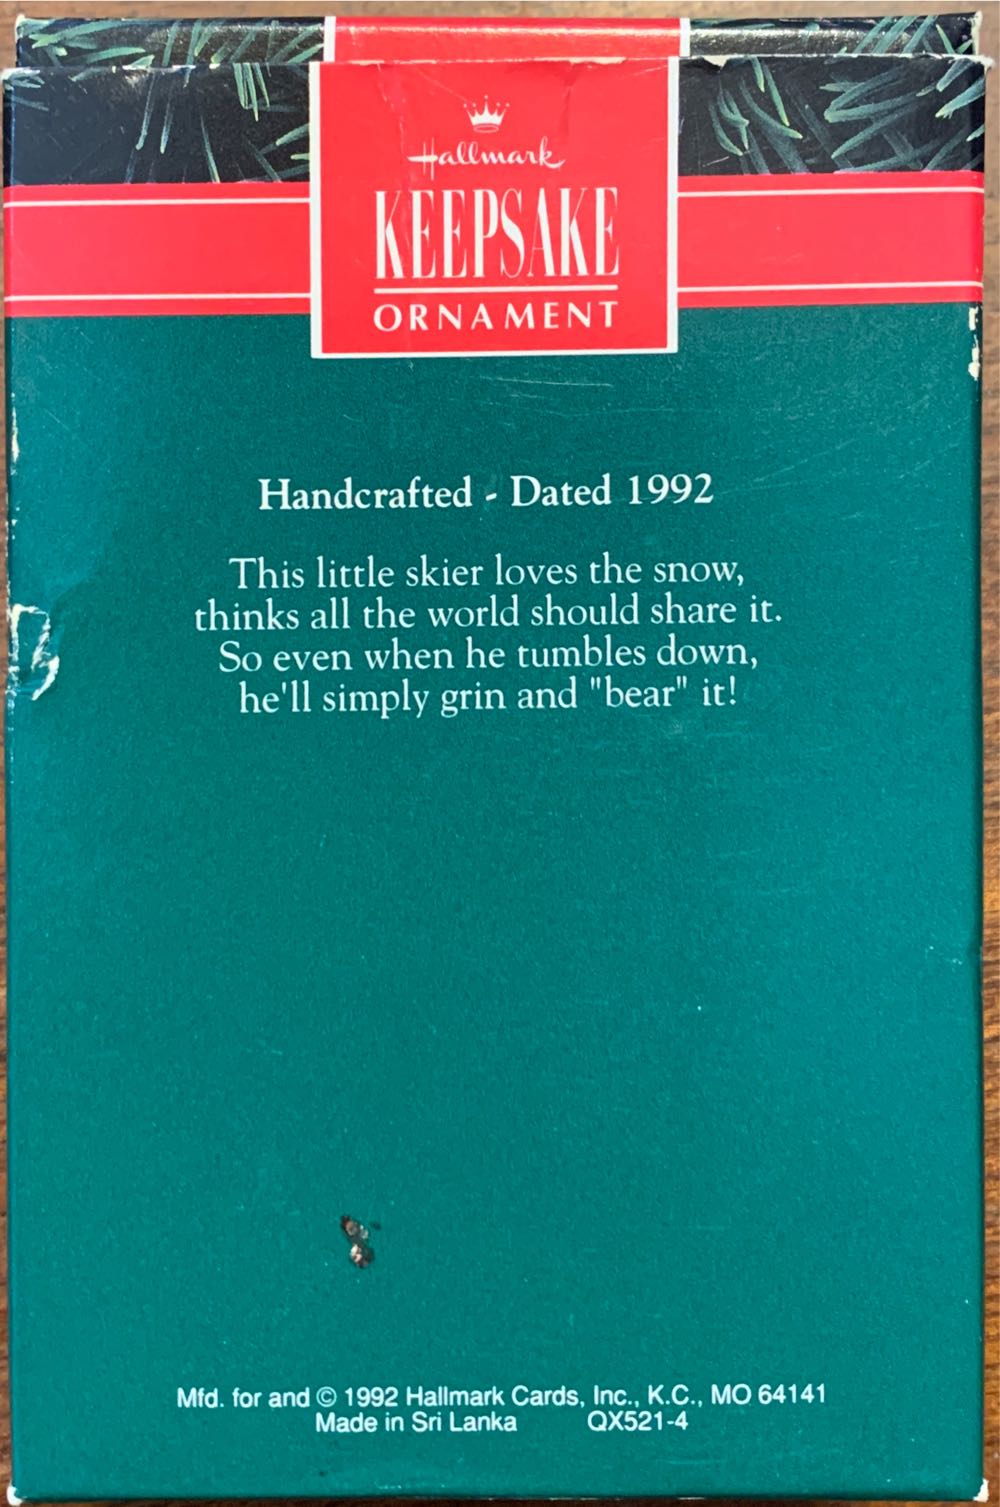 Hallmark
KEEPSAKE
ORNAMENT
Handcrafted - Dated 1992
This little skier loves the snow,
thinks all the world should share it.
So even when he tumbles down,
he'll simply grin and "bear" it!
Mfd. for and © 1992 Hallmark Cards, Inc., K.C., MO 64141
Made in Sri Lanka QX521-4